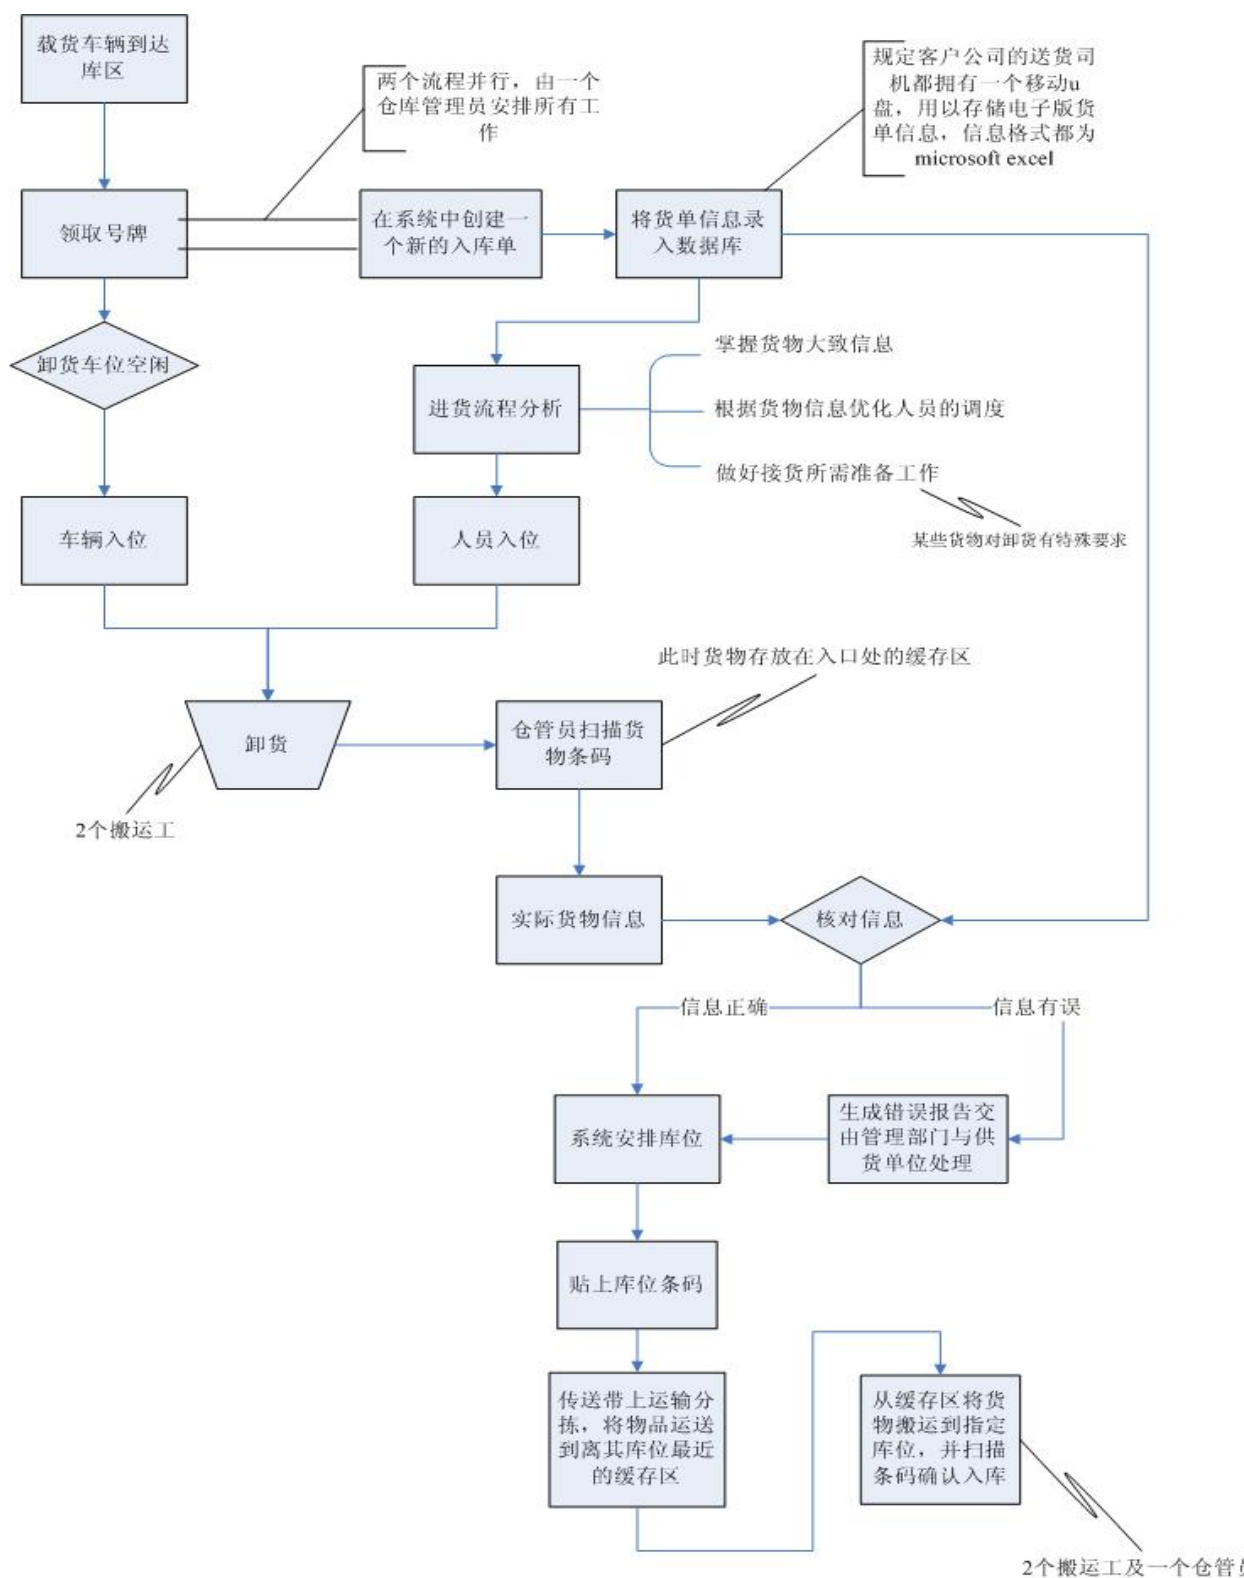 载货车辆到达
库区
两个流程并行，由一个
仓库管理员安排所有工
作
规定客户公司的送货司
机都拥有一个移动u
盘，用以存储电子版货
单信息，信息格式都为
microsoft excel
领取号牌
在系统中创建一
个新的入库单
将货单信息录
入数据库
卸货车位空闲
进货流程分析
掌握货物大致信息
根据货物信息优化人员的调度
做好接货所需准备工作
某些货物对卸货有特殊要求
车辆入位
人员入位
此时货物存放在入口处的缓存区
卸货
仓管员扫描货
物条码
2个搬运工
实际货物信息
核对信息
信息正确
信息有误
系统安排库位
生成错误报告交
由管理部门与供
货单位处理
贴上库位条码
传送带上运输分
拣，将物品运送
到离其库位最近
的缓存区
从缓存区将货
物搬运到指定
库位，并扫描
条码确认入库
2个搬运工及一个仓管员